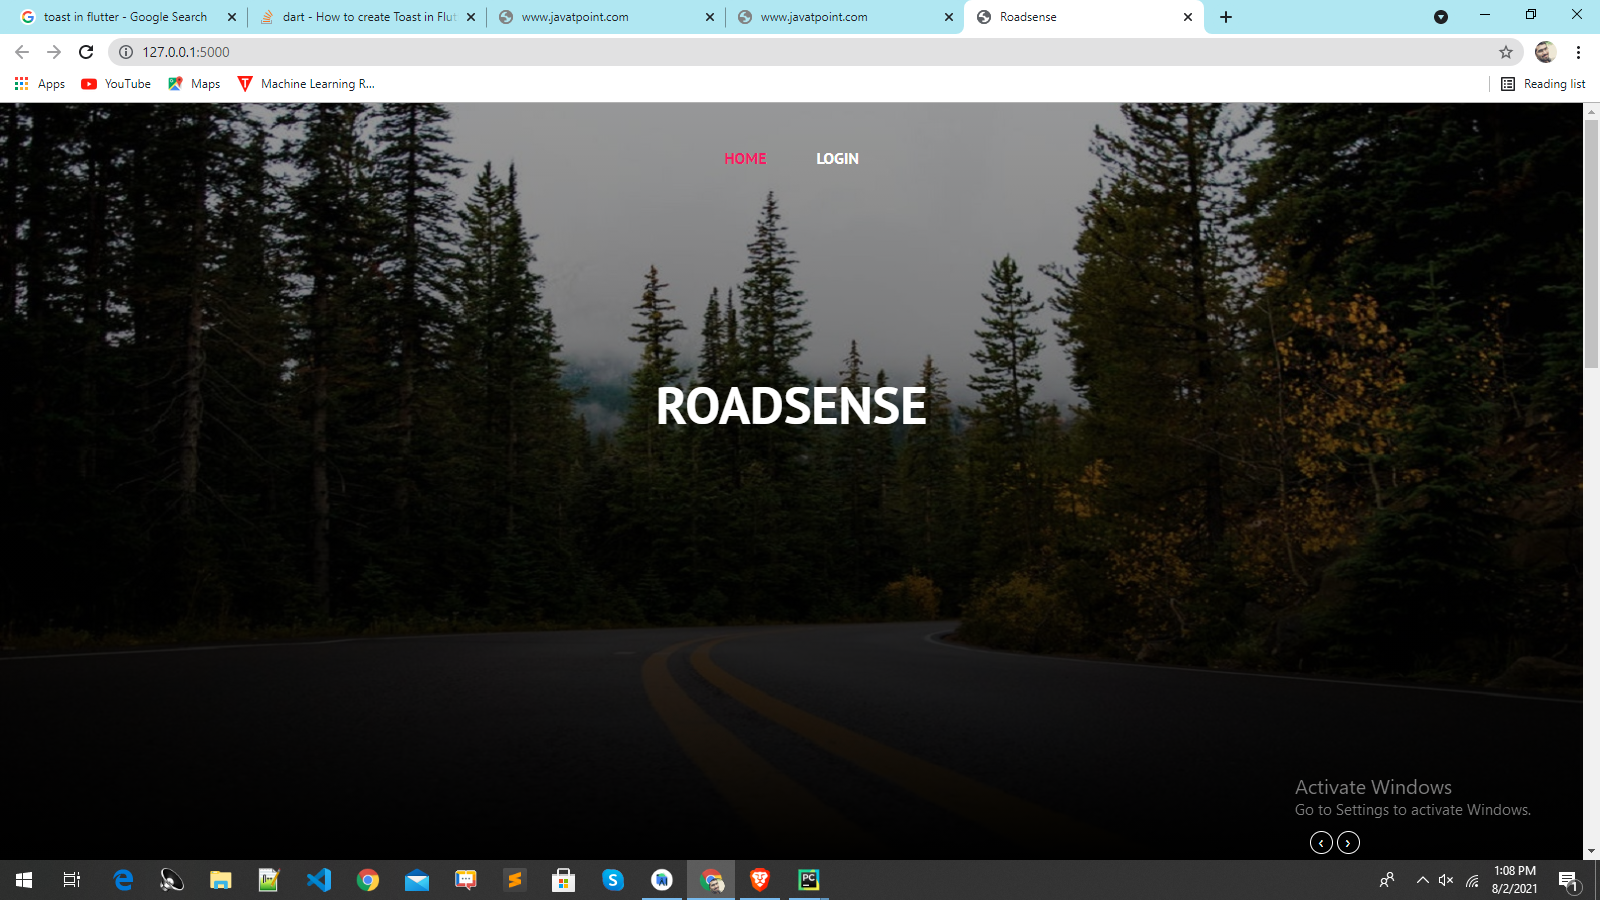 toast in flutter - Google Search
dart - How to create Toast in Flut
www.javatpoint.com
www.javatpoint.com
Roadsense
127.0.0.1:5000
Apps
YouTube
Maps
Machine Learning R...
Reading list
HOME
LOGIN
ROADSENSE
Activate Windows
Go to Settings to activate Windows.
1:08 PM
8/2/2021
1